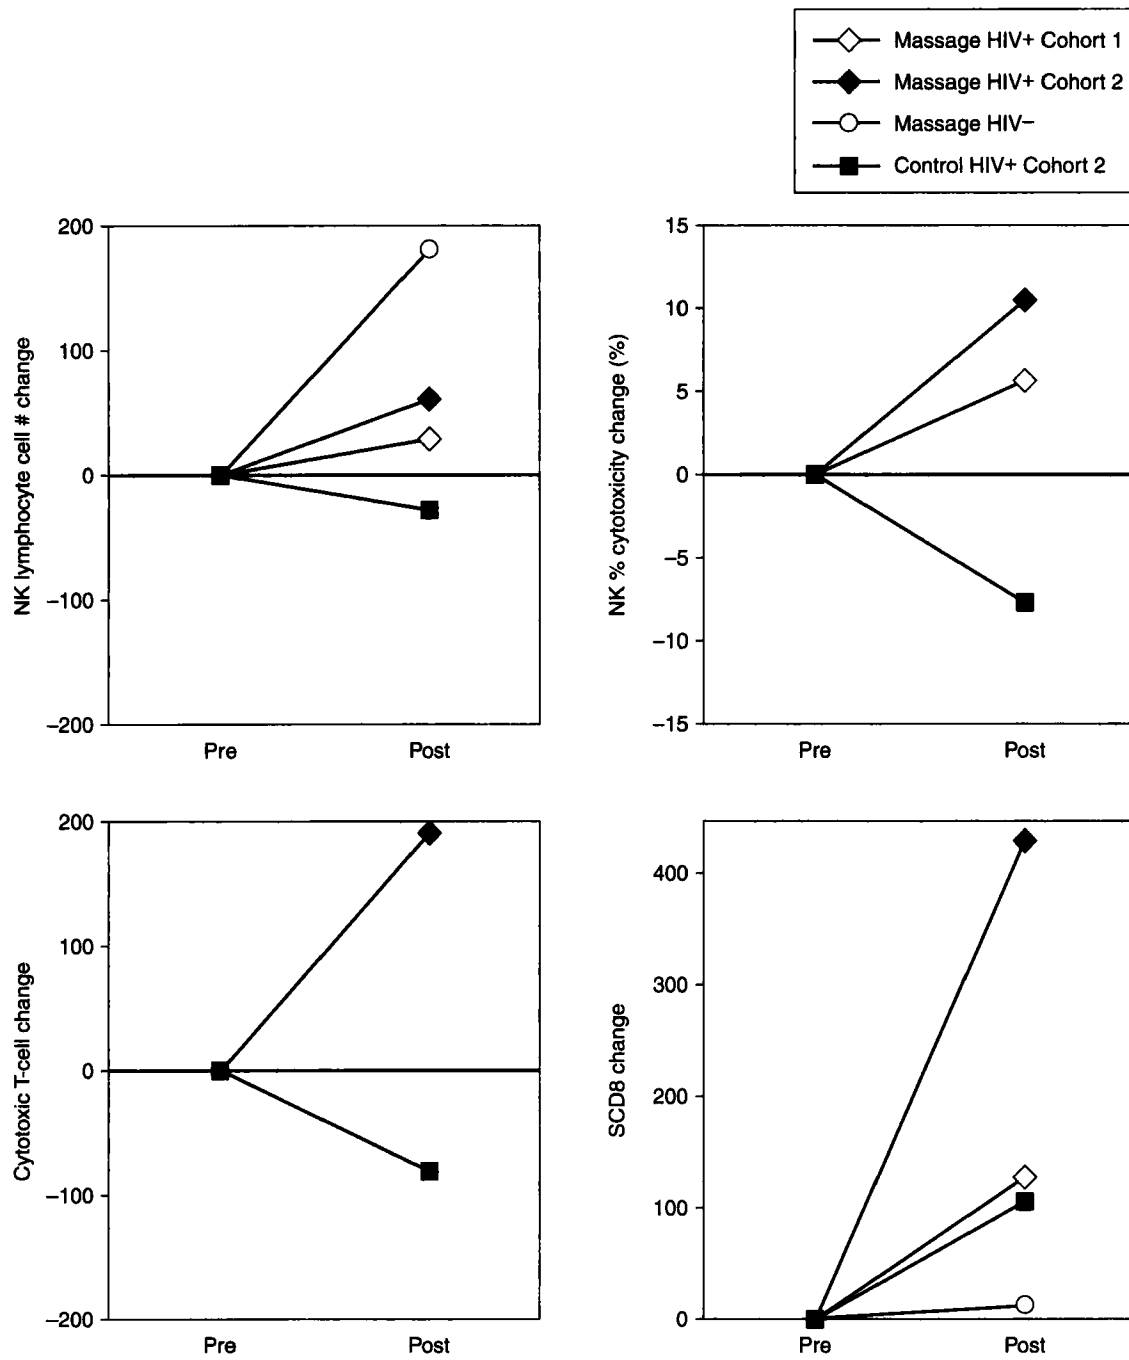 Massage HIV+ Cohort 1
Massage HIV+ Cohort 2
Massage HIV−
Control HIV+ Cohort 2
NK lymphocyte cell # change
200
100
0
−100
−200
Pre Post
NK % cytotoxicity change (%)
15
10
5
0
−5
−10
−15
Pre Post
Cytotoxic T-cell change
200
100
0
−100
−200
Pre Post
SCD8 change
400
300
200
100
0
Pre Post